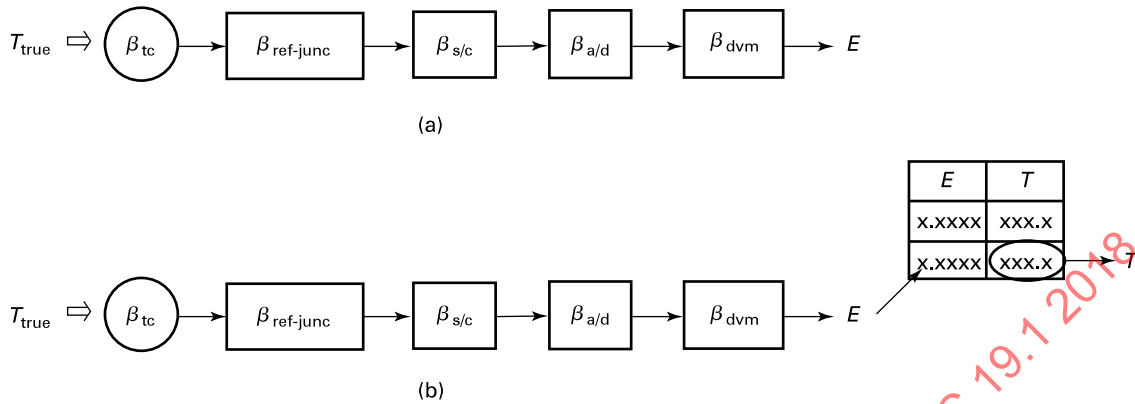 T_true ⇨ β_tc β_ref-junc β_s/c β_a/d β_dvm E
(a)
E T
x.xxxx xxx.x
x.xxxx xxx.x T
T_true ⇨ β_tc β_ref-junc β_s/c β_a/d β_dvm E
(b)
19.1 2018